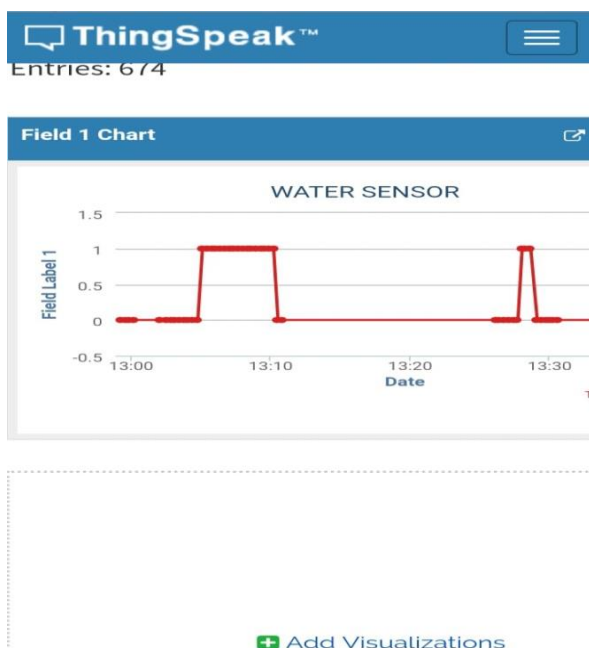 ThingSpeak™
Entries: 674
Field 1 Chart
WATER SENSOR
1.5
1
0.5
0
-0.5
Field Label 1
13:00 13:10 13:20 13:30
Date
Add Visualizations